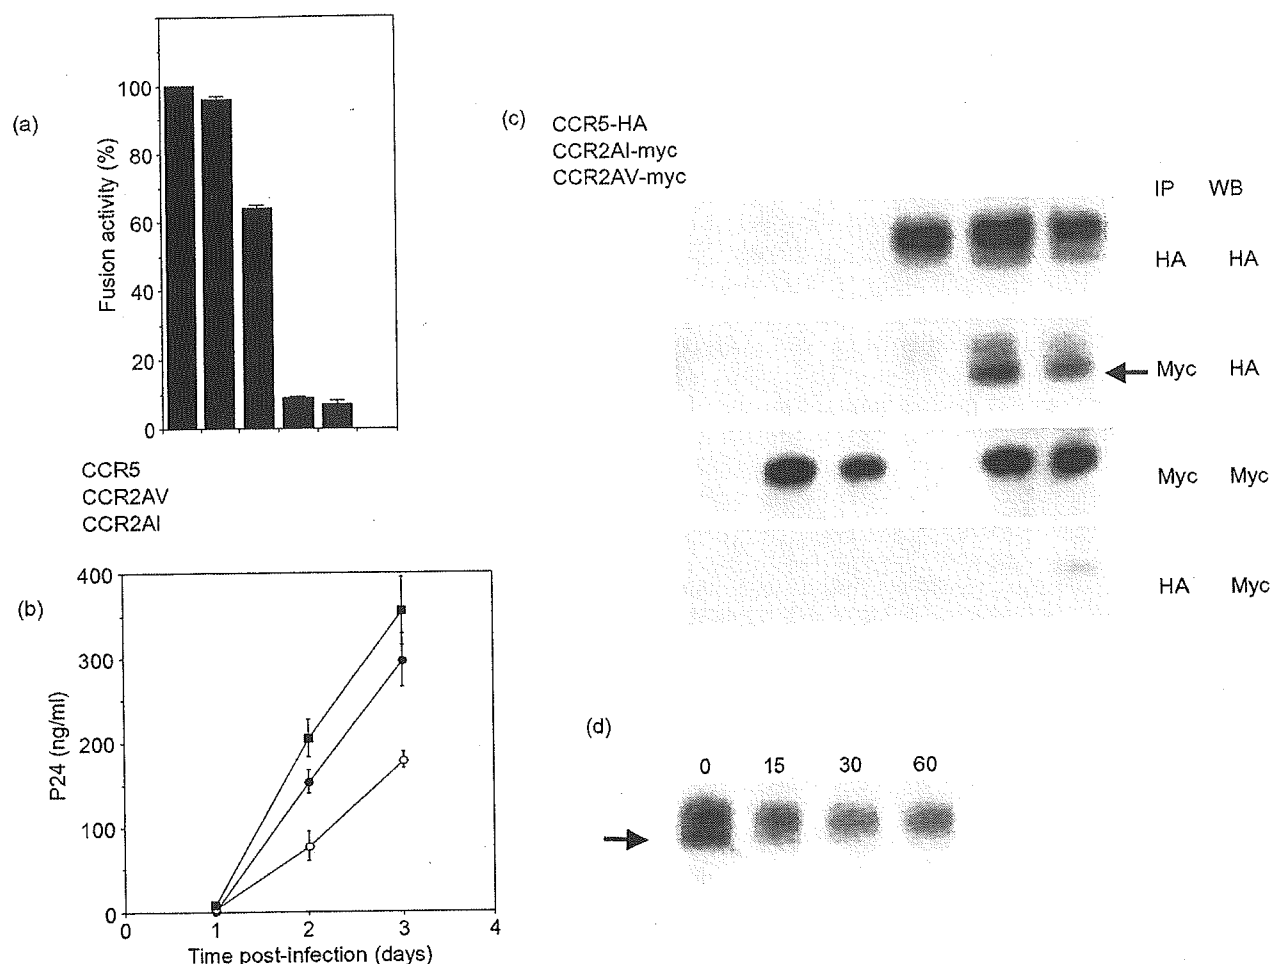 (a)
Fusion activity (%)
100
80
60
40
20
0
CCR5
CCR2AV
CCR2AI
(b)
P24 (ng/ml)
400
300
200
100
0
0 1 2 3 4
Time post-infection (days)
(c)
CCR5-HA
CCR2AI-myc
CCR2AV-myc
IP WB
HA HA
Myc HA
Myc Myc
HA Myc
(d)
0 15 30 60